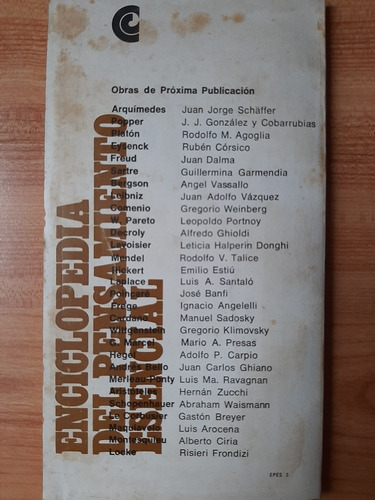 Obras de Próxima Publicación
Arquímedes Juan Jorge Schäffer
Popper J. J. González y Cobarrubias
Platón Rodolfo M. Agoglia
Eysenck Rubén Córsico
Freud Juan Dalma
Sartre Guillermina Garmendia
Bergson Angel Vassallo
Leibniz Juan Adolfo Vázquez
Comenio Gregorio Weinberg
W. Pareto Leopoldo Portnoy
Decroly Alfredo Ghioldi
Lavoisier Leticia Halperin Donghi
Mendel Rodolfo V. Talice
Rickert Emilio Estiú
Laplace Luis A. Santaló
Poincaré José Banfi
Frege Ignacio Angelelli
Cardano Manuel Sadosky
Wittgenstein Gregorio Klimovsky
G. Marcel Mario A. Presas
Hegel Adolfo P. Carpio
Andrés Bello Juan Carlos Ghiano
Merleau-Ponty Luis Ma. Ravagnan
Aristóteles Hernán Zucchi
Schopenhauer Abraham Waismann
Le Corbusier Gastón Breyer
Maquiavelo Luis Arocena
Montesquieu Alberto Ciria
Locke Risieri Frondizi
ENCICLOPEDIA
DEL PENSAMIENTO
ESENCIAL